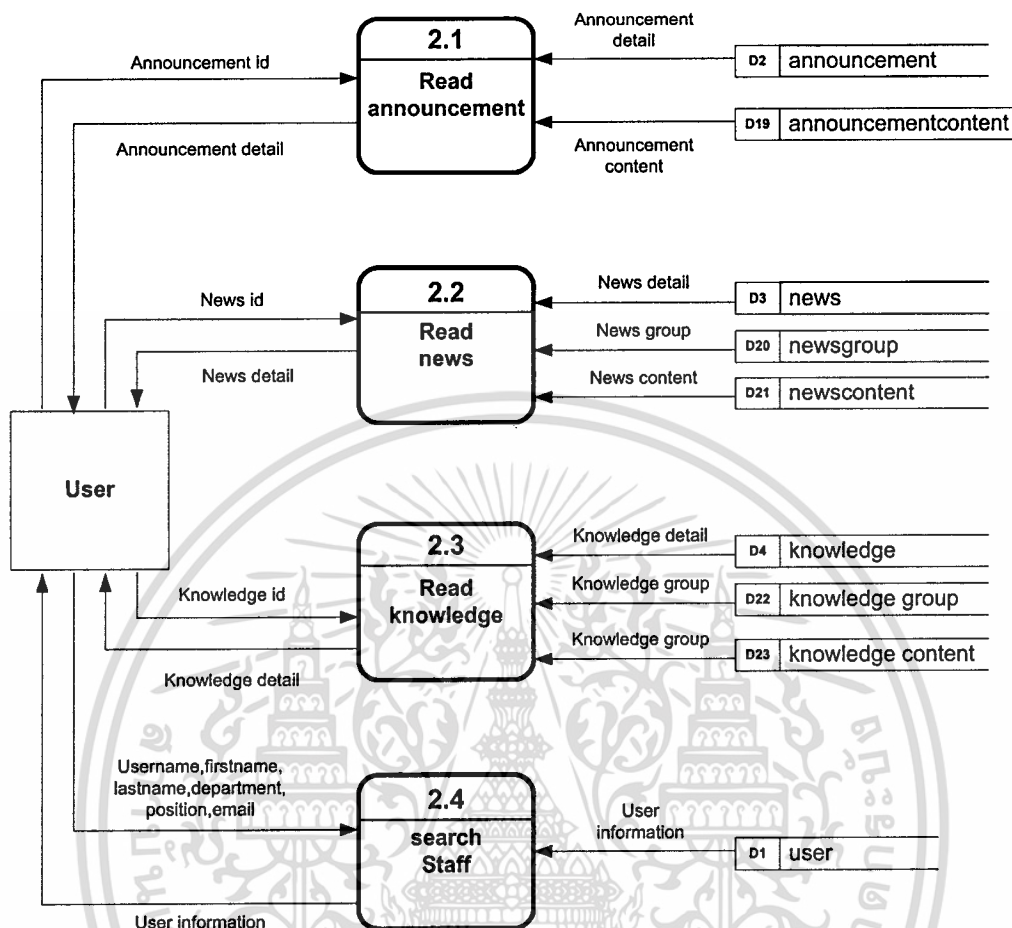 Announcement id
Announcement detail
2.1
Read
announcement
Announcement
detail
D2 announcement
Announcement
content
D19 announcementcontent
News id
News detail
2.2
Read
news
News detail
D3 news
News group
D20 newsgroup
News content
D21 newscontent
User
Knowledge id
Knowledge detail
2.3
Read
knowledge
Knowledge detail
D4 knowledge
Knowledge group
D22 knowledge group
Knowledge group
D23 knowledge content
Username,firstname,
lastname,department,
position,email
User information
2.4
search
Staff
User
information
D1 user